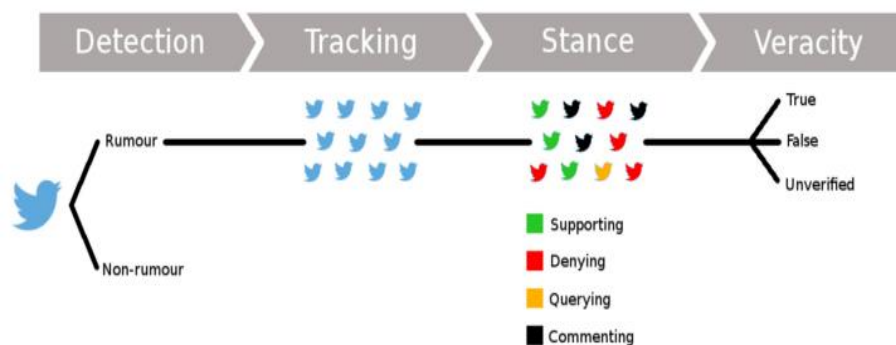 Detection
Tracking
Stance
Veracity
Rumour
Non-rumour
True
False
Unverified
Supporting
Denying
Querying
Commenting